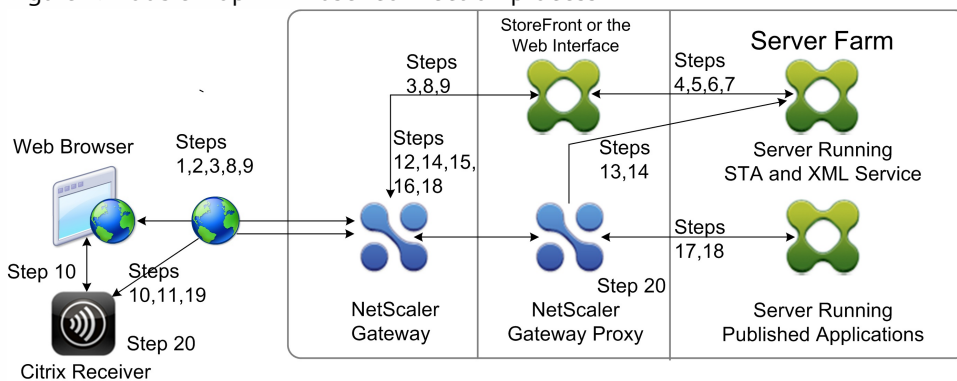 StoreFront or the
Web Interface
Server Farm
Steps
3,8,9
Steps
4,5,6,7
Web Browser
Steps
1,2,3,8,9
Steps
12,14,15,
16,18
Steps
13,14
Server Running
STA and XML Service
Steps
17,18
Step 10
Steps
10,11,19
Step 20
NetScaler
Gateway
NetScaler
Gateway Proxy
Server Running
Published Applications
Step 20
Citrix Receiver